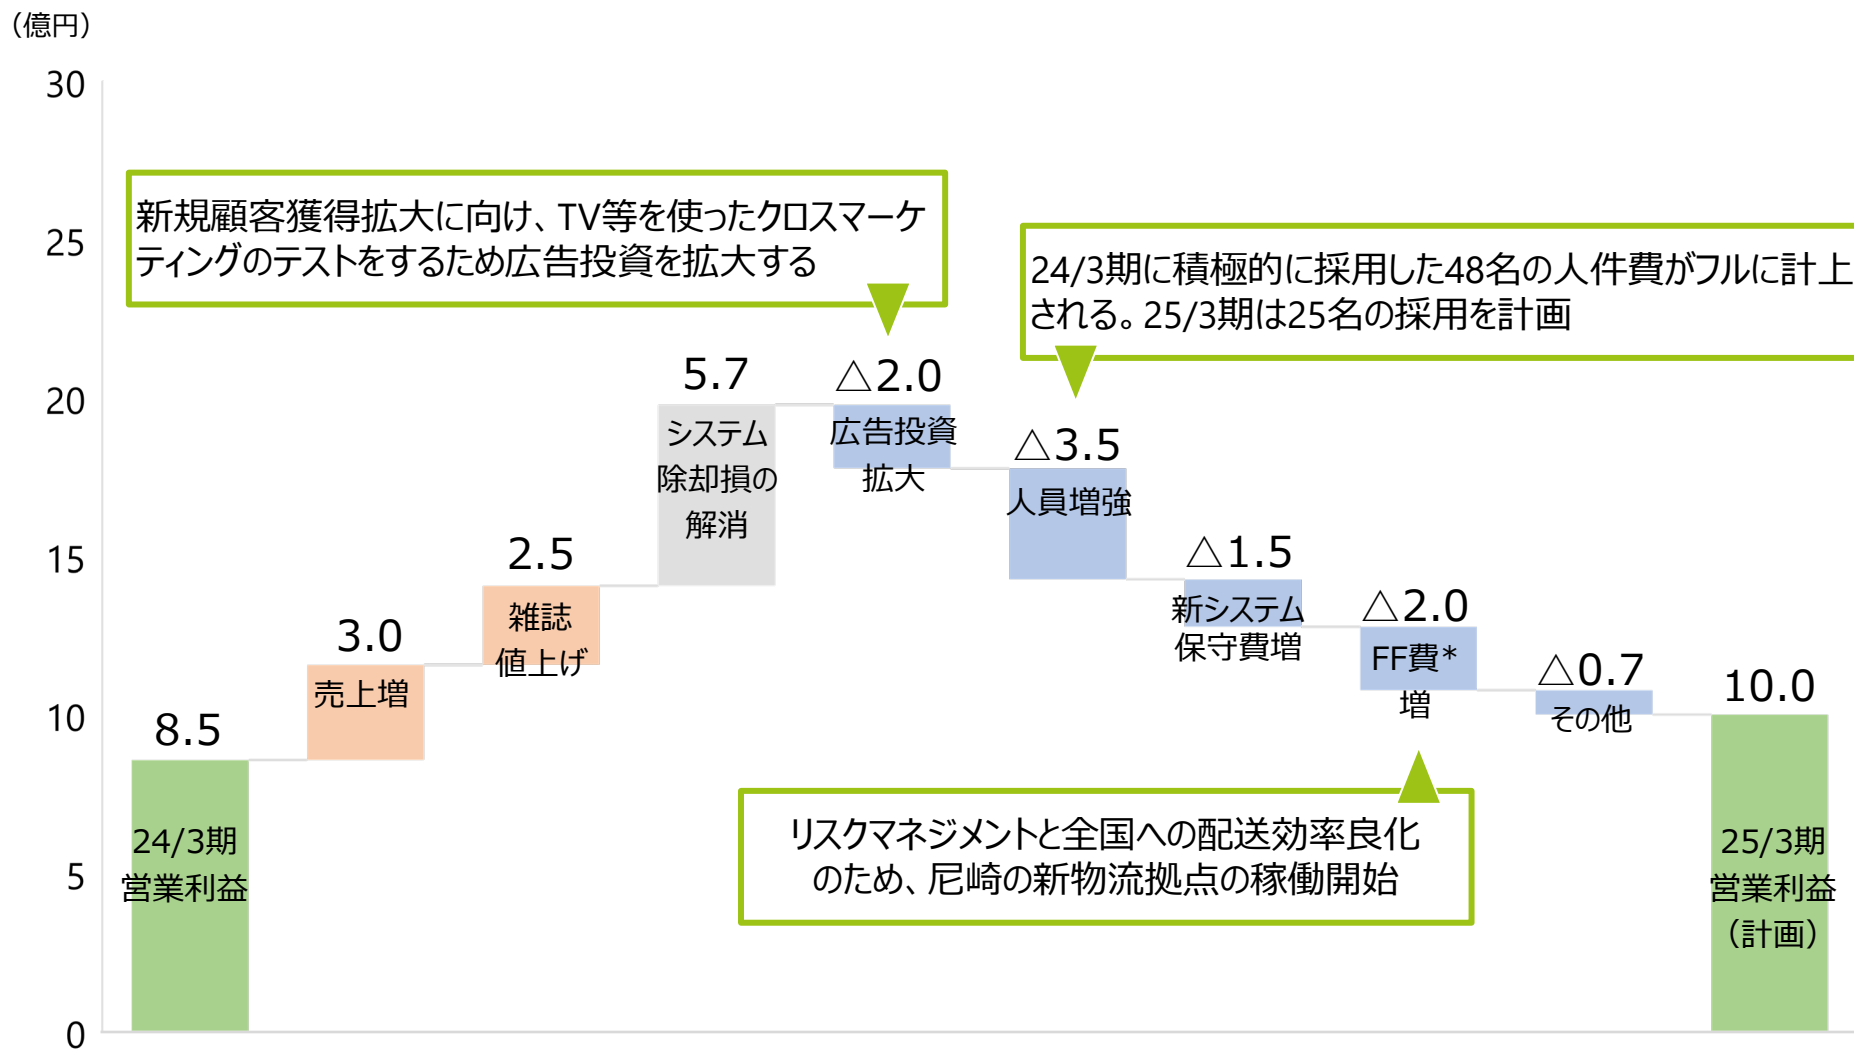 （億円）
30
25
20
15
10
5
0
新規顧客獲得拡大に向け、TV等を使ったクロスマーケ
ティングのテストをするため広告投資を拡大する
24/3期に積極的に採用した48名の人件費がフルに計上
される。25/3期は25名の採用を計画
8.5
24/3期
営業利益
3.0
売上増
2.5
雑誌
値上げ
5.7
システム
除却損の
解消
△2.0
広告投資
拡大
△3.5
人員増強
△1.5
新システム
保守費増
△2.0
FF費*
増
△0.7
その他
10.0
25/3期
営業利益
（計画）
リスクマネジメントと全国への配送効率良化
のため、尼崎の新物流拠点の稼働開始